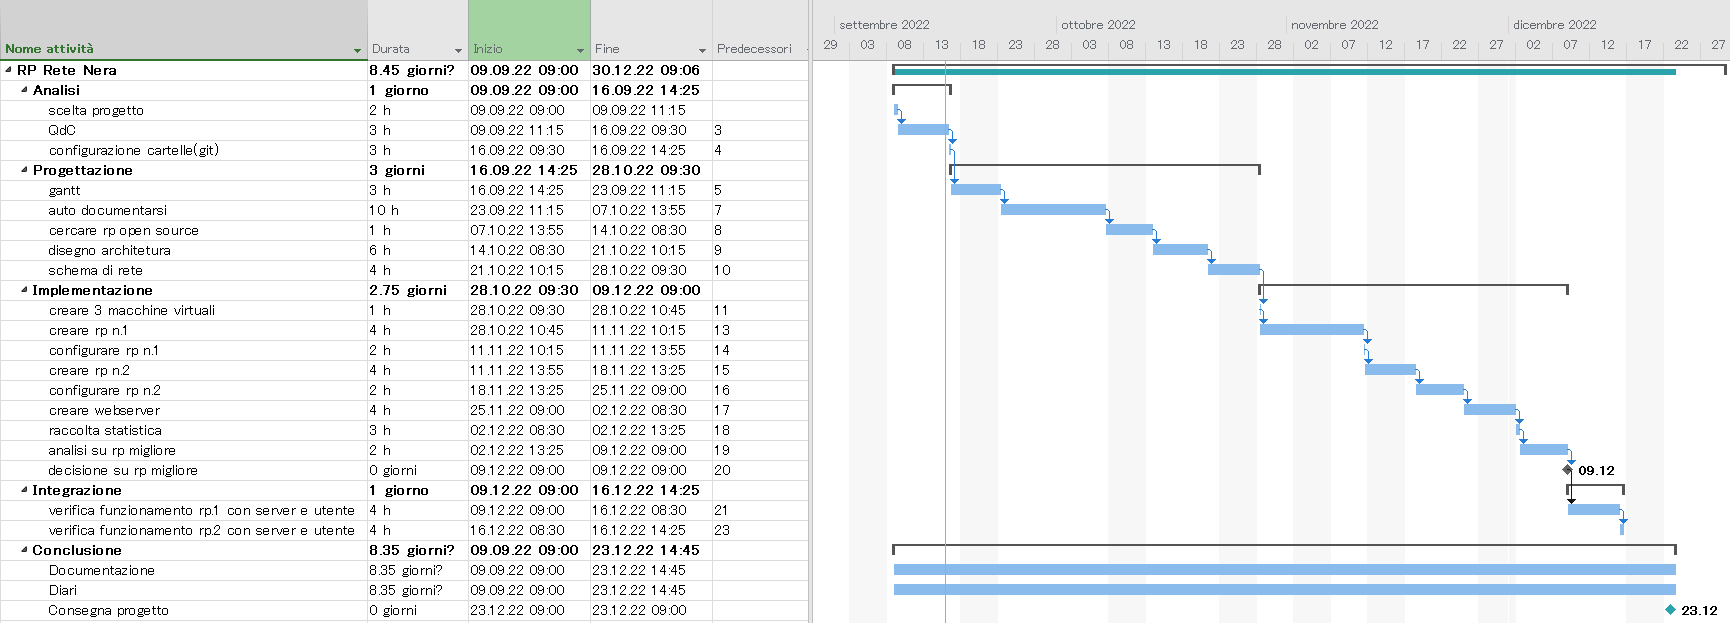 settembre 2022 ottobre 2022 novembre 2022 dicembre 2022
Nome attività Durata Inizio Fine Predecessori 29 03 08 13 18 23 28 03 08 13 18 23 28 02 07 12 17 22 27 02 07 12 17 22 27
RP Rete Nera 8.45 giorni? 09.09.22 09:00 30.12.22 09:06
Analisi 1 giorno 09.09.22 09:00 16.09.22 14:25
scelta progetto 2 h 09.09.22 09:00 09.09.22 11:15
QdC 3 h 09.09.22 11:15 16.09.22 09:30 3
configurazione cartelle(git) 3 h 16.09.22 09:30 16.09.22 14:25 4
Progettazione 3 giorni 16.09.22 14:25 28.10.22 09:30
gantt 3 h 16.09.22 14:25 23.09.22 11:15 5
auto documentarsi 10 h 23.09.22 11:15 07.10.22 13:55 7
cercare rp open source 1 h 07.10.22 13:55 14.10.22 08:30 8
disegno architetura 6 h 14.10.22 08:30 21.10.22 10:15 9
schema di rete 4 h 21.10.22 10:15 28.10.22 09:30 10
Implementazione 2.75 giorni 28.10.22 09:30 09.12.22 09:00
creare 3 macchine virtuali 1 h 28.10.22 09:30 28.10.22 10:45 11
creare rp n.1 4 h 28.10.22 10:45 11.11.22 10:15 13
configurare rp n.1 2 h 11.11.22 10:15 11.11.22 13:55 14
creare rp n.2 4 h 11.11.22 13:55 18.11.22 13:25 15
configurare rp n.2 2 h 18.11.22 13:25 25.11.22 09:00 16
creare webserver 4 h 25.11.22 09:00 02.12.22 08:30 17
raccolta statistica 3 h 02.12.22 08:30 02.12.22 13:25 18
analisi su rp migliore 2 h 02.12.22 13:25 09.12.22 09:00 19
decisione su rp migliore 0 giorni 09.12.22 09:00 09.12.22 09:00 20 09.12
Integrazione 1 giorno 09.12.22 09:00 16.12.22 14:25
verifica funzionamento rp.1 con server e utente 4 h 09.12.22 09:00 16.12.22 08:30 21
verifica funzionamento rp.2 con server e utente 4 h 16.12.22 08:30 16.12.22 14:25 23
Conclusione 8.35 giorni? 09.09.22 09:00 23.12.22 14:45
Documentazione 8.35 giorni? 09.09.22 09:00 23.12.22 14:45
Diari 8.35 giorni? 09.09.22 09:00 23.12.22 14:45
Consegna progetto 0 giorni 23.12.22 09:00 23.12.22 09:00 23.12